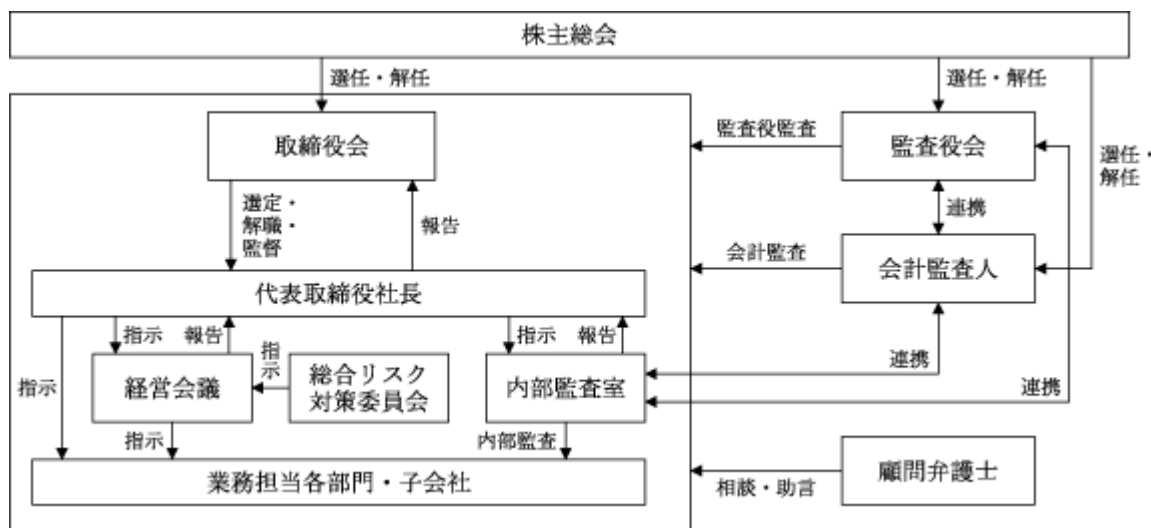 株主総会
選任・解任
選任・解任
選任・
解任
取締役会
監査役監査
監査役会
選定・
解職・
監督
報告
連携
会計監査
会計監査人
代表取締役社長
指示
指示
報告
指示
指示
報告
経営会議
総合リスク
対策委員会
内部監査室
連携
連携
指示
内部監査
業務担当各部門・子会社
相談・助言
顧問弁護士